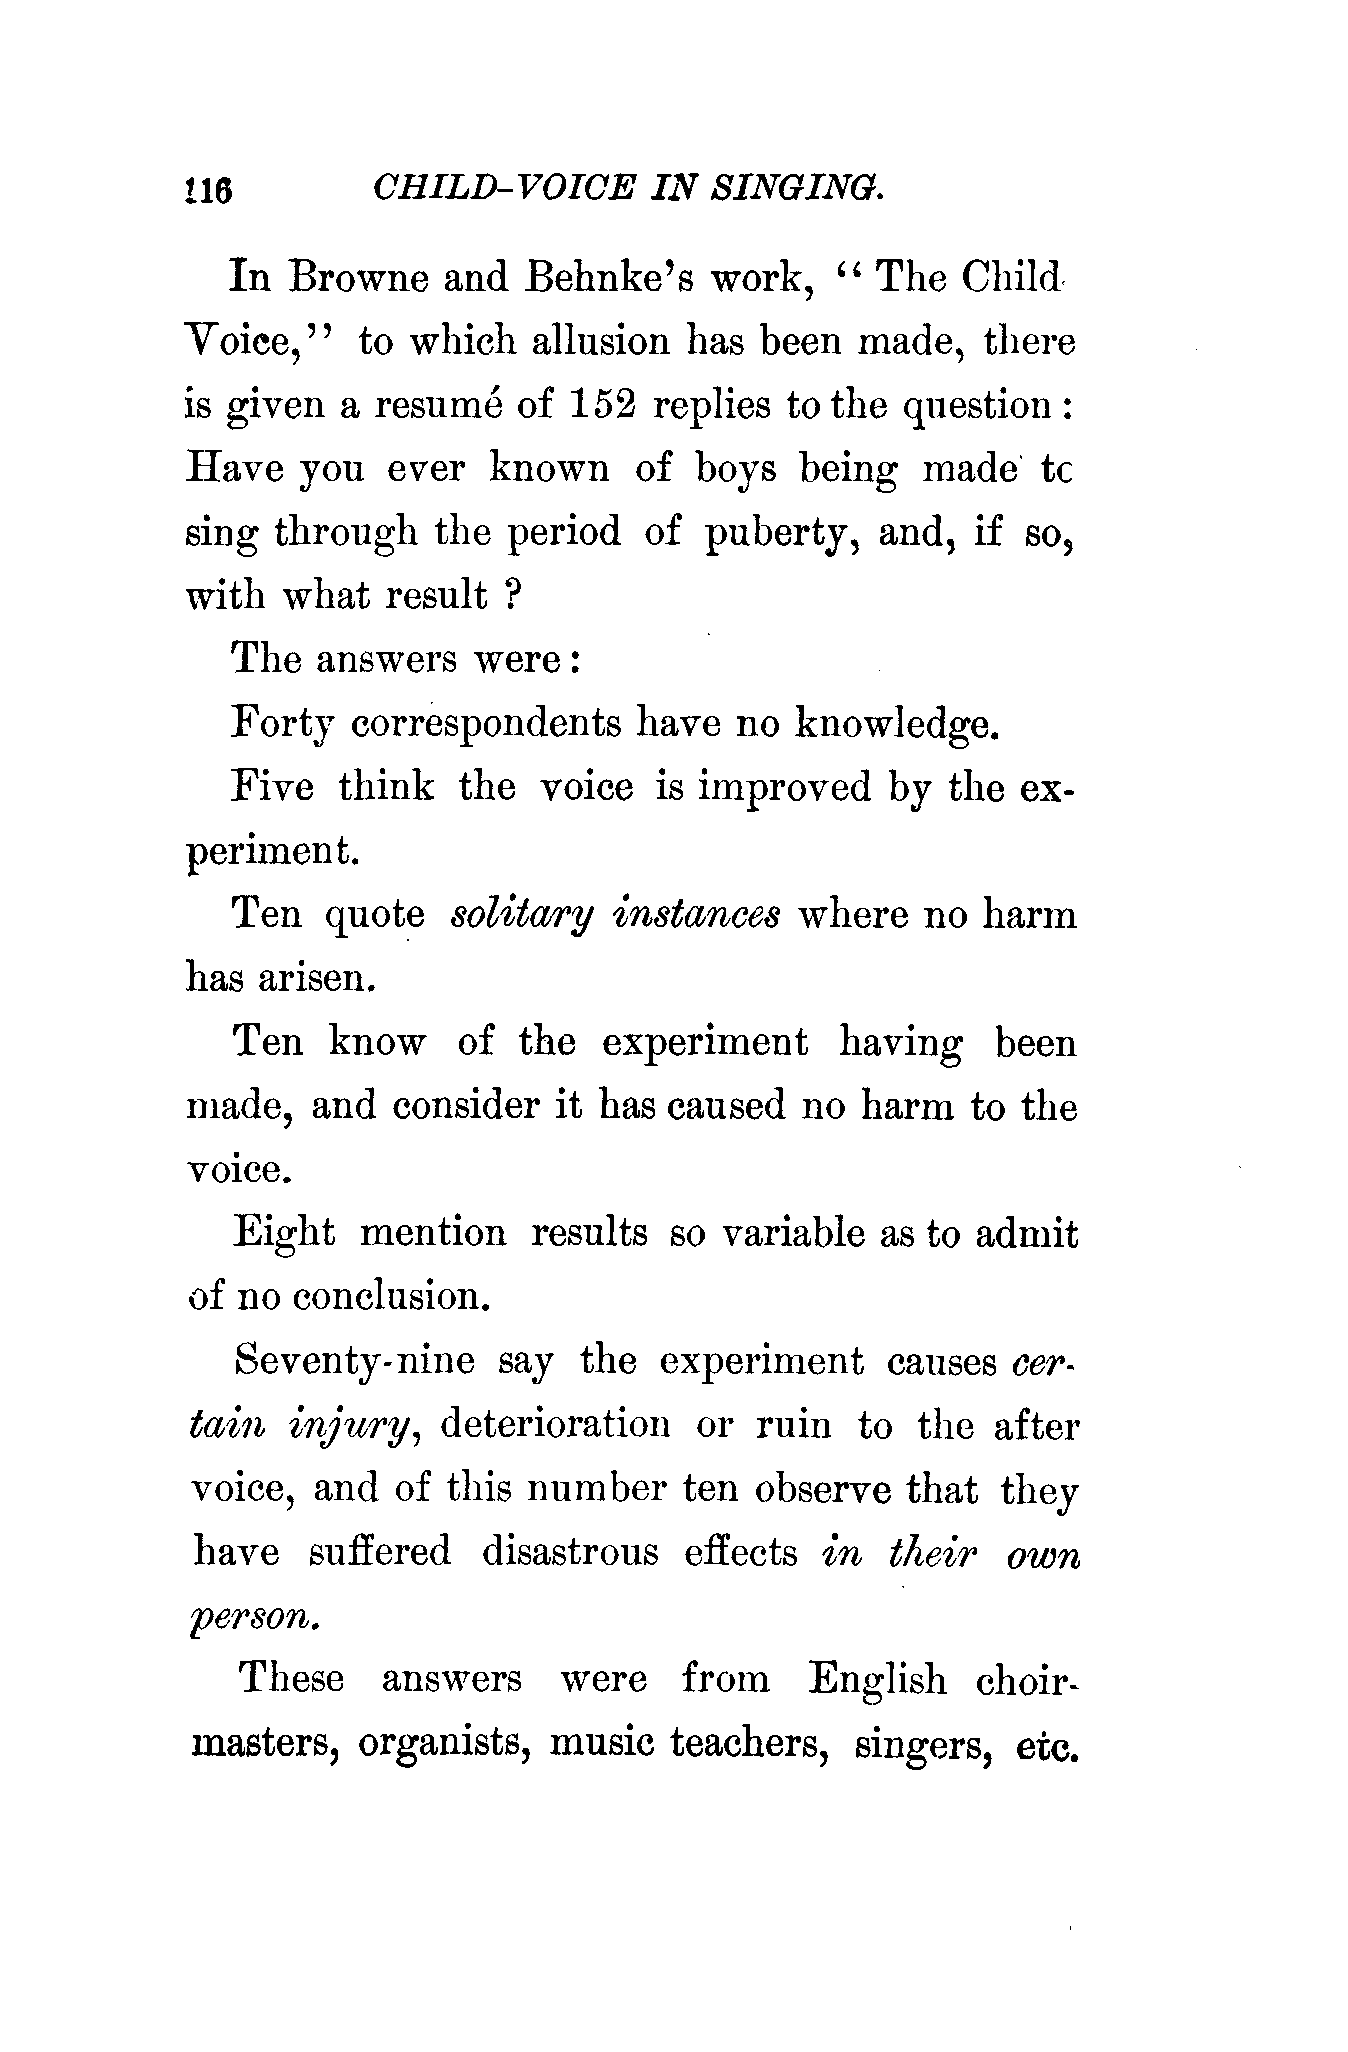 116 CHILD-VOICE IN SINGING.
In Browne and Behnke's work, "The Child-
Voice," to which allusion has been made, there
is given a resumé of 152 replies to the question:
Have you ever known of boys being made to
sing through the period of puberty, and, if so,
with what result?
The answers were:
Forty correspondents have no knowledge.
Five think the voice is improved by the ex-
periment.
Ten quote solitary instances where no harm
has arisen.
Ten know of the experiment having been
made, and consider it has caused no harm to the
voice.
Eight mention results so variable as to admit
of no conclusion.
Seventy-nine say the experiment causes cer-
tain injury, deterioration or ruin to the after
voice, and of this number ten observe that they
have suffered disastrous effects in their own
person.
These answers were from English choir-
masters, organists, music teachers, singers, etc.